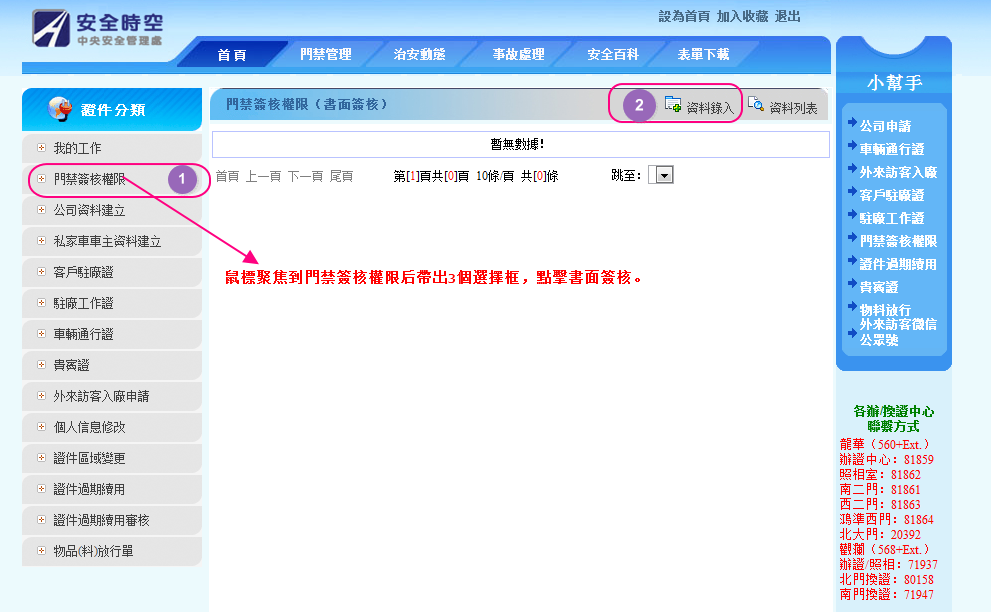 安全時空
中央安全管理處
設為首頁 加入收藏 退出
首頁 門禁管理 治安動態 事故處理 安全百科 表單下載
證件分類
我的工作
門禁簽核權限 1
公司資料建立
私家車車主資料建立
客戶駐廠證
駐廠工作證
車輛通行證
貴賓證
外來訪客入廠申請
個人信息修改
證件區域變更
證件過期續用
證件過期續用審核
物品(料)放行單
門禁簽核權限（書面簽核）
2 資料錄入 資料列表
暫無數據!
首頁 上一頁 下一頁 尾頁 第[1]頁共[0]頁 10條/頁 共[0]條 跳至:
鼠標聚焦到門禁簽核權限后帶出3個選擇框，點擊書面簽核。
小幫手
公司申請
車輛通行證
外來訪客入廠
客戶駐廠證
駐廠工作證
門禁簽核權限
證件過期續用
貴賓證
物料放行
外來訪客微信
公眾號
各辦/換證中心
聯繫方式
龍華（560+Ext.）
辦證中心：81859
照相室：81862
南二門：81861
西二門：81863
鴻準西門：81864
北大門：20392
觀瀾（568+Ext.）
辦證/照相：71937
北門換證：80158
南門換證：71947